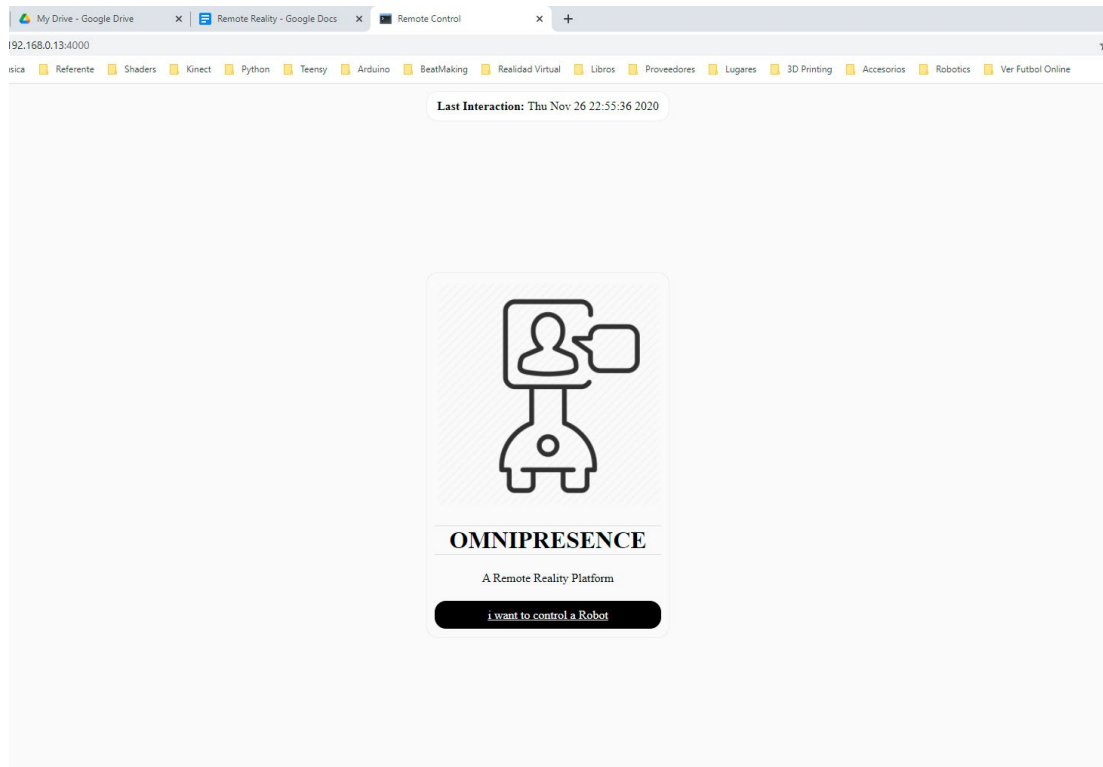 My Drive - Google Drive
Remote Reality - Google Docs
Remote Control
192.168.0.13:4000
Referente Shaders Kinect Python Teensy Arduino BeatMaking Realidad Virtual Libros Proveedores Lugares 3D Printing Accesorios Robotics Ver Futbol Online
Last Interaction: Thu Nov 26 22:55:36 2020
OMNIPRESENCE
A Remote Reality Platform
i want to control a Robot